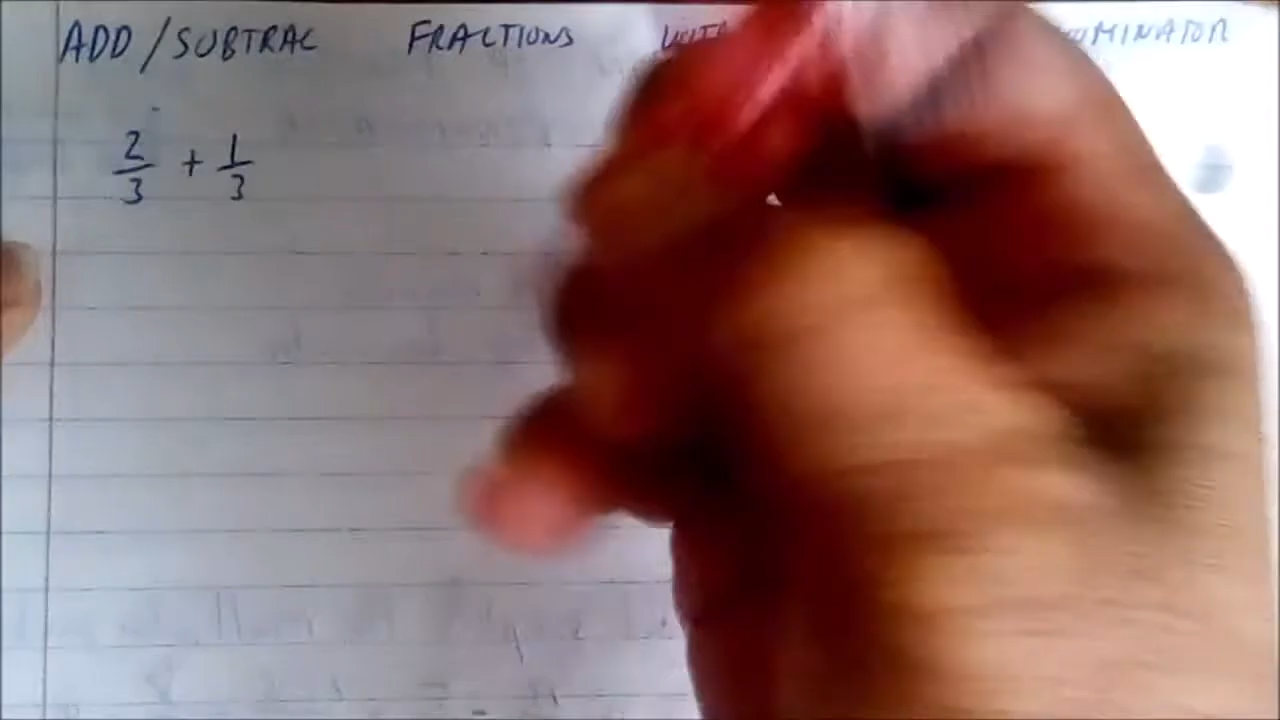 ADD / SUBTRAC FRACTIONS
2/3 + 1/3